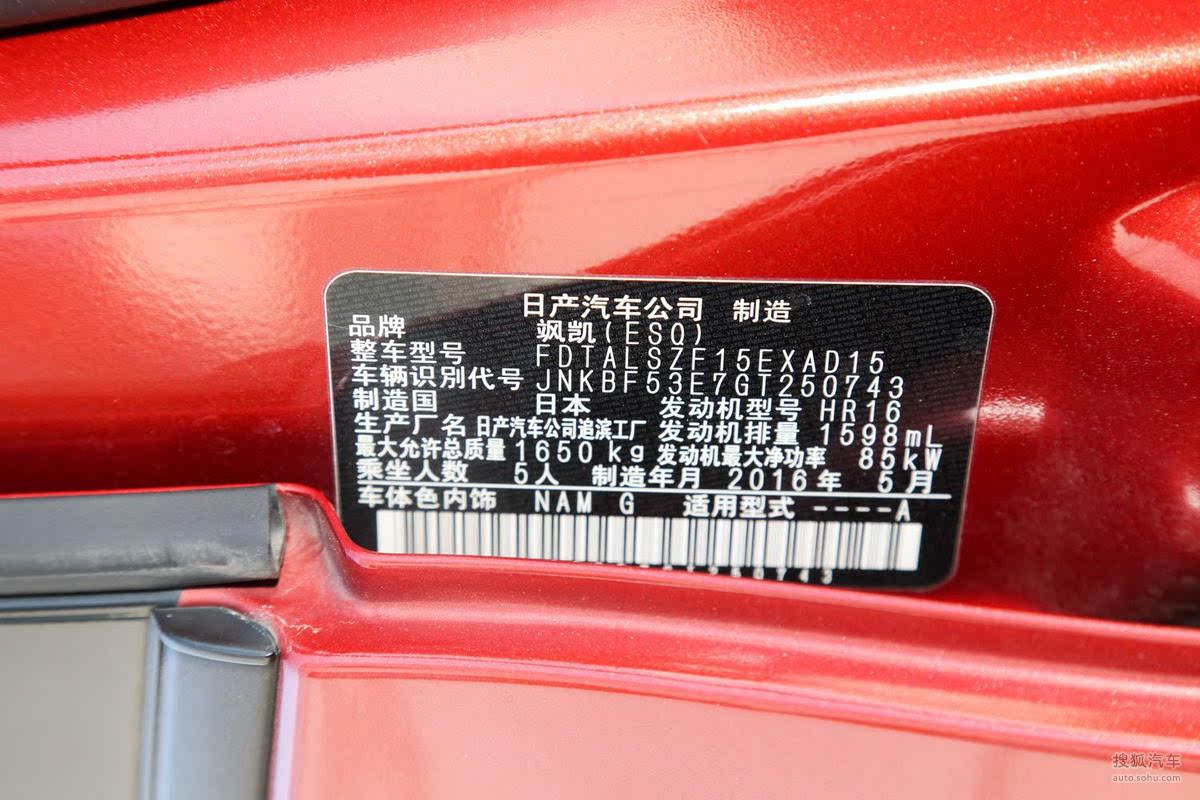 日产汽车公司 制造
品牌 飒凯(ESQ)
整车型号 FDTALSZF15EXAD15
车辆识别代号 JNKBF53E7GT250743
制造国 日本 发动机型号 HR16
生产厂名 日产汽车公司追滨工厂 发动机排量 1598mL
最大允许总质量 1650kg 发动机最大净功率 85kW
乘坐人数 5人 制造年月 2016年 5月
车体色内饰 NAM G 适用型式 ----A
搜狐汽车
auto.sohu.com